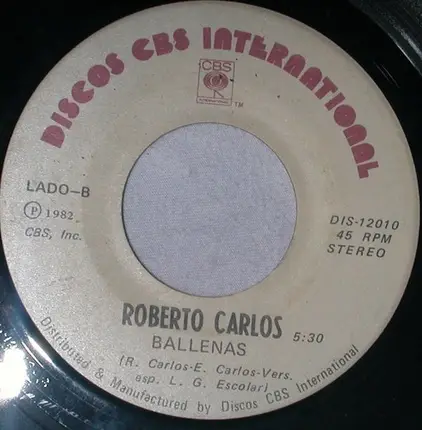 DISCOS CBS INTERNATIONAL
CBS
TM
LADO-B
Ⓟ 1982
CBS, Inc.
DIS-12010
45 RPM
STEREO
ROBERTO CARLOS 5:30
BALLENAS
(R. Carlos-E. Carlos-Vers.
esp. L. G. Escolar)
Distributed & Manufactured by Discos CBS International